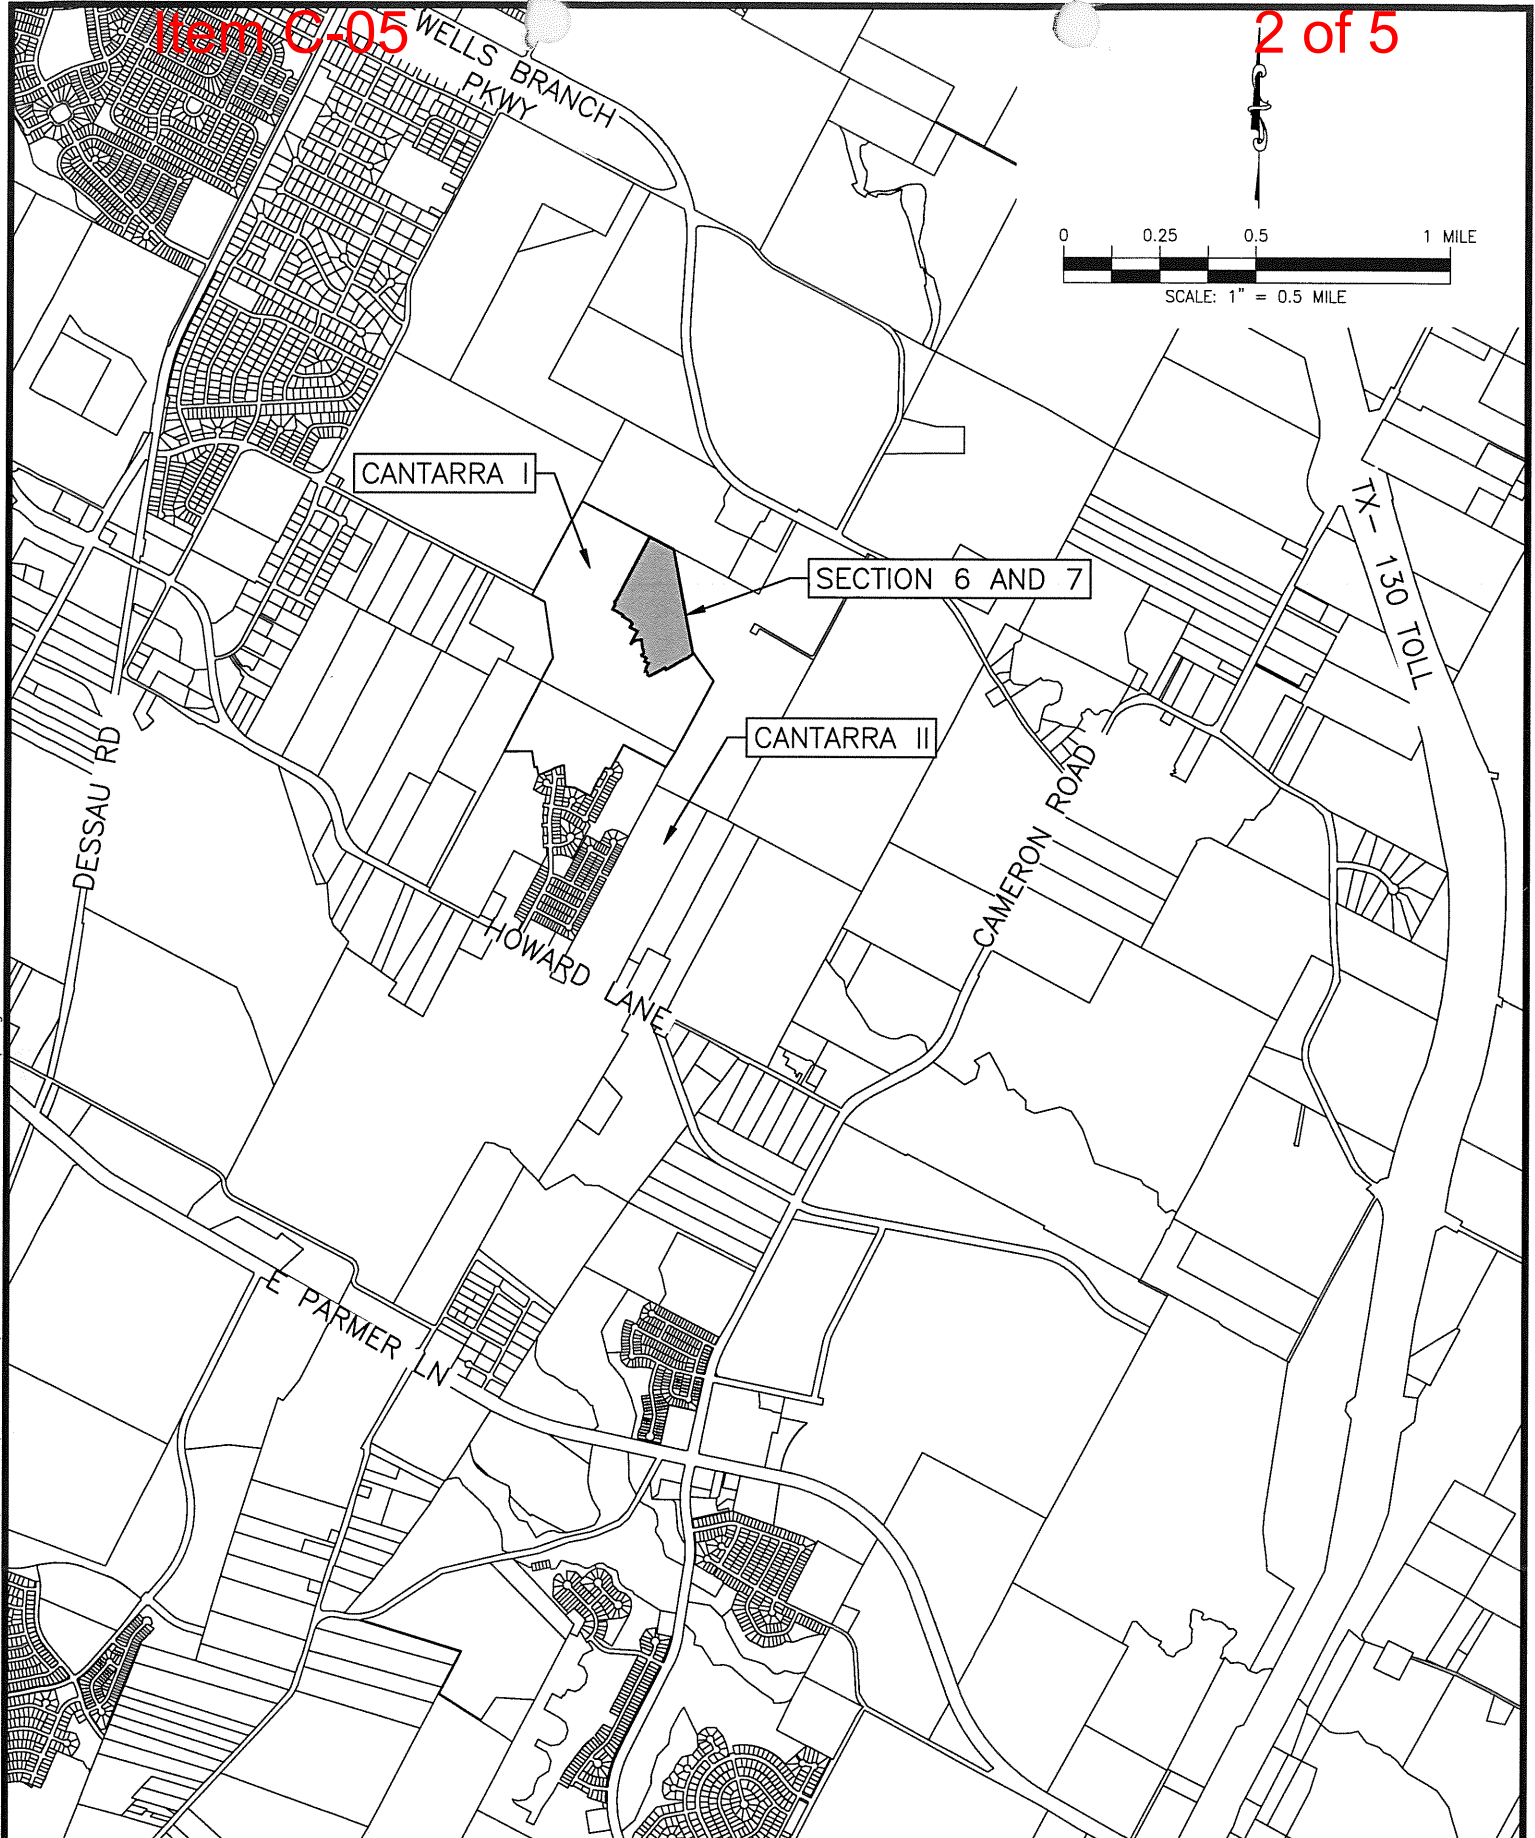 Item C-05
2 of 5
WELLS BRANCH
PKWY
0 0.25 0.5 1 MILE
SCALE: 1" = 0.5 MILE
CANTARRA I
TX-130 TOLL
SECTION 6 AND 7
CANTARRA II
DESSAU RD
CAMERON ROAD
HOWARD LANE
E PARMER LN